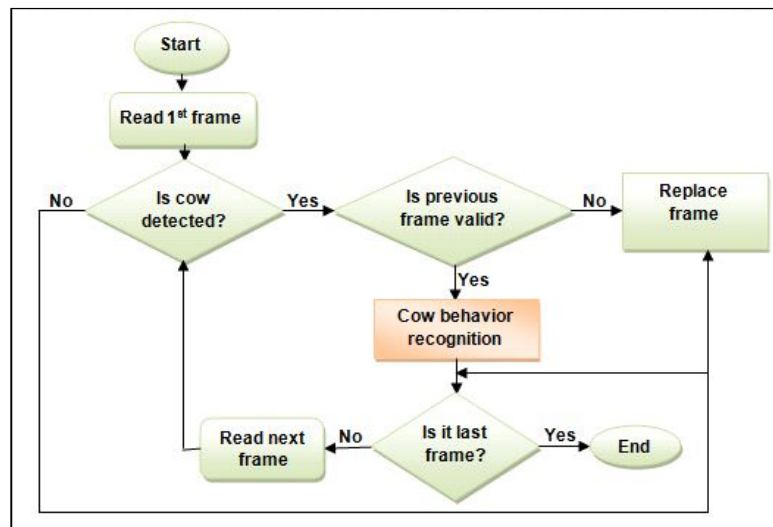 Start
Read 1st frame
No
Is cow
detected?
Yes
Is previous
frame valid?
No
Replace
frame
Yes
Cow behavior
recognition
Read next
frame
No
Is it last
frame?
Yes
End